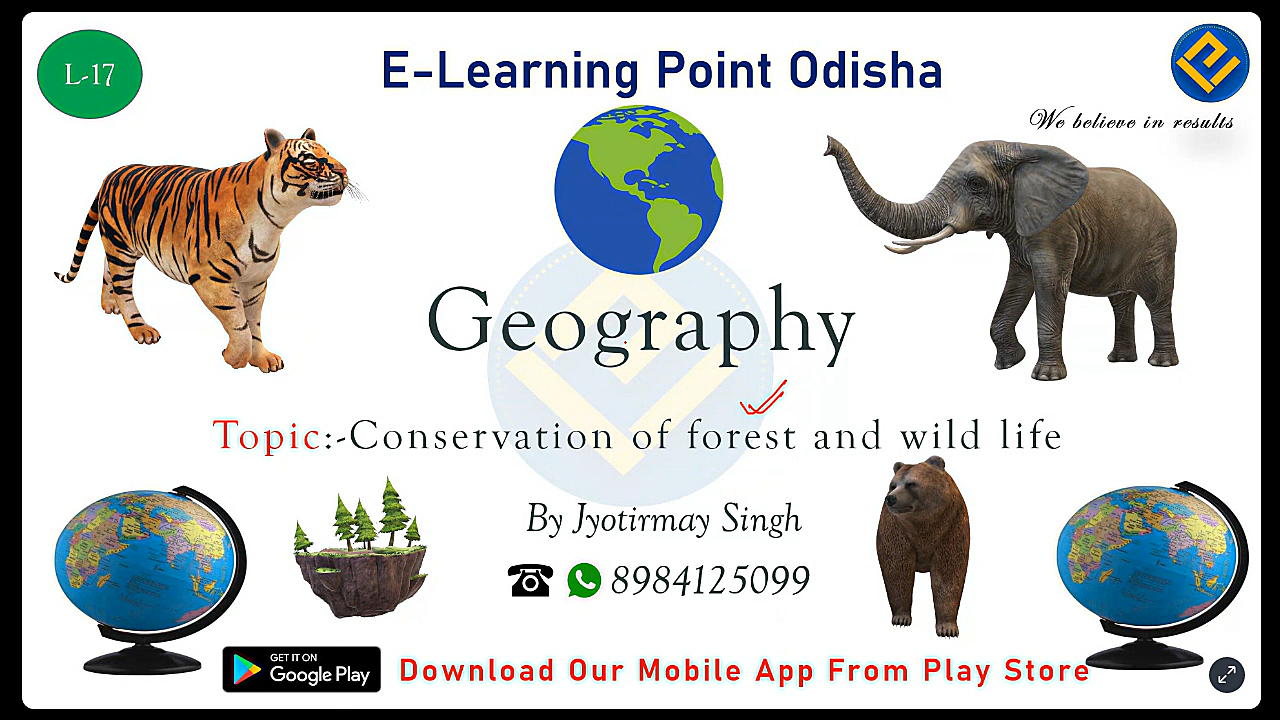 L-17
E-Learning Point Odisha
We believe in results
Geography
Topic:-Conservation of forest and wild life
By Jyotirmay Singh
8984125099
GET IT ON
Google Play
Download Our Mobile App From Play Store